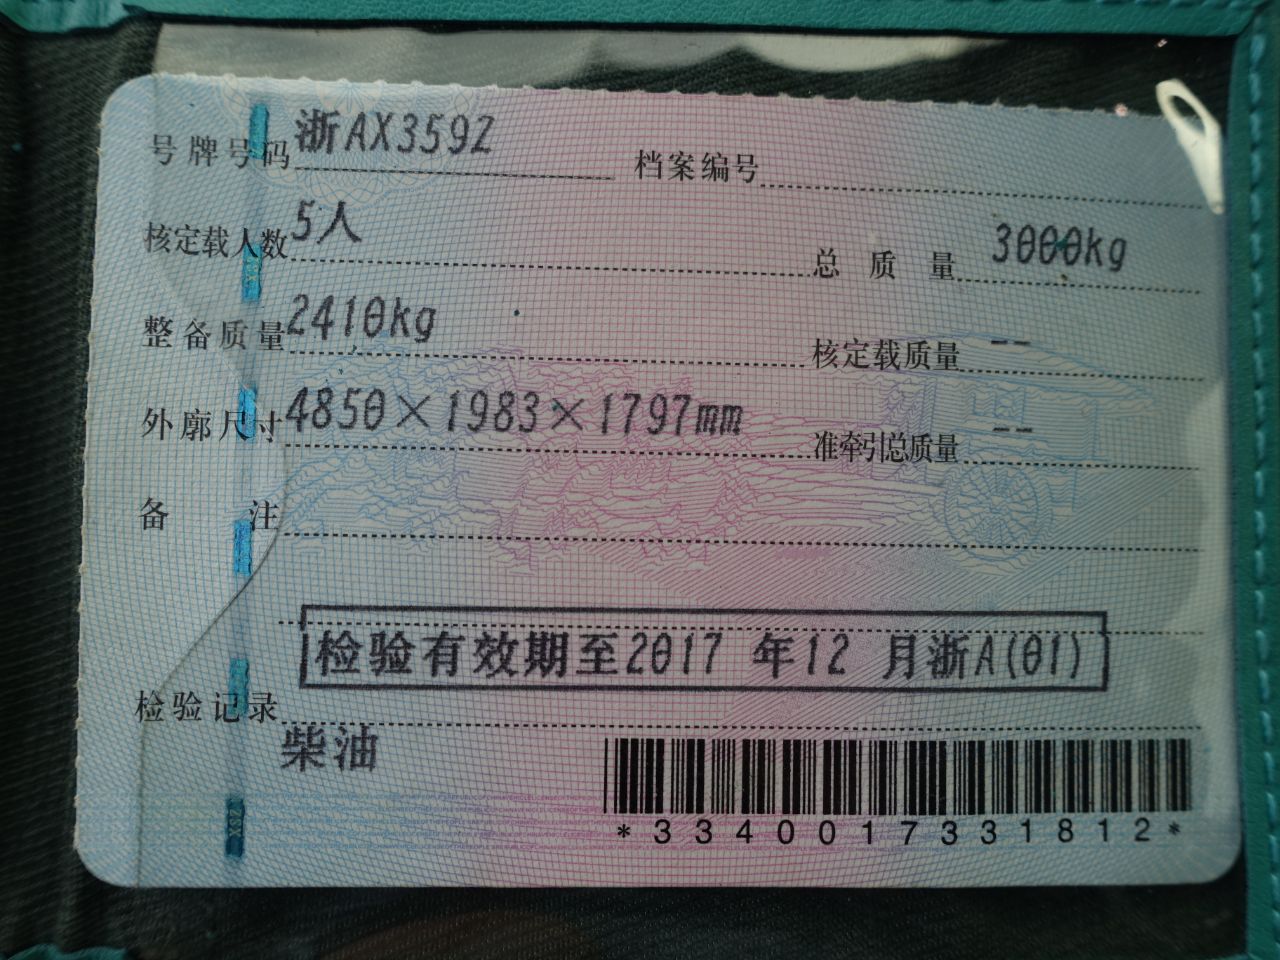 号牌号码 浙AX359Z 档案编号
核定载人数 5人 总质量 3000kg
整备质量 2410kg 核定载质量 --
外廓尺寸 4850×1983×1797mm 准牵引总质量 --
备注
检验有效期至2017 年12 月浙A(01)
检验记录
柴油
*3340017331812*